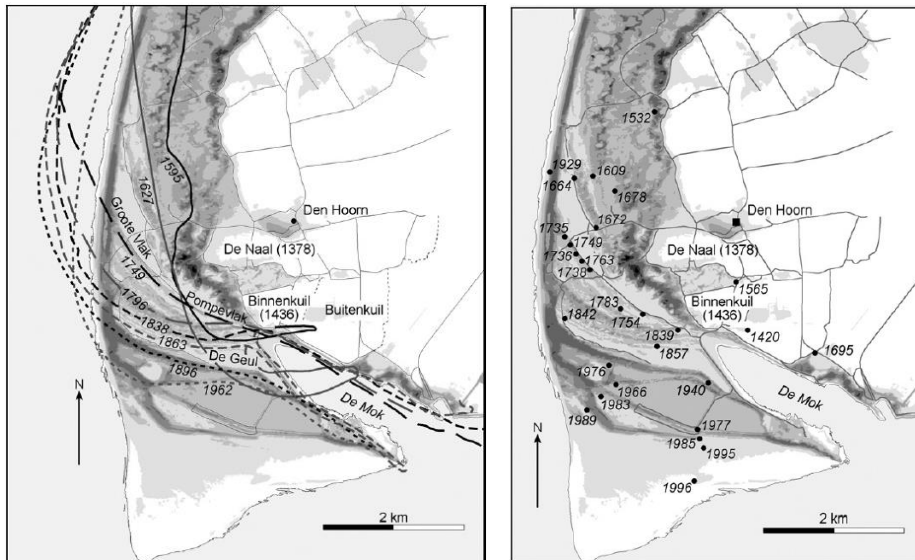 1595
1627
Groote Vlak
Den Hoorn
De Naal (1378)
1749
Pompevlak
Binnenkuil
(1436)
Buitenkuil
1796
1838
1863
De Geul
1896
1962
De Mok
N
2 km
1532
1929
1664
1609
1678
1672
Den Hoorn
1735
1749
De Naal (1378)
1736
1763
1738
1565
Binnenkuil
(1436)
1783
1842
1754
1839
1420
1857
1695
1976
1966
1940
De Mok
1983
1989
1977
1985
1995
N
1996
2 km